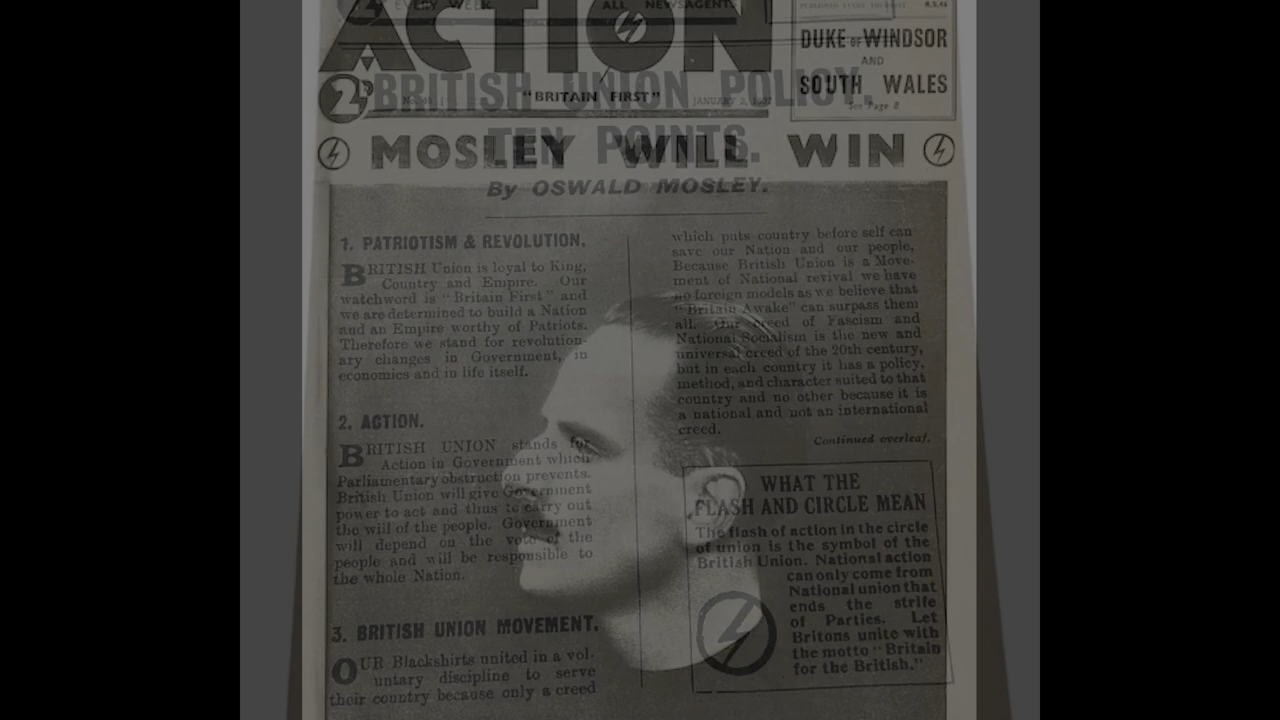 EVERY WEEK
ALL NEWSAGENTS
ACTION
2D
"BRITAIN FIRST"
JANUARY 2, 1937
DUKE OF WINDSOR
AND
SOUTH WALES
See Page 8
BRITISH UNION POLICY.
TEN POINTS.
MOSLEY WILL WIN
By OSWALD MOSLEY.
1. PATRIOTISM & REVOLUTION.
BRITISH Union is loyal to King,
Country and Empire. Our
watchword is "Britain First" and
we are determined to build a Nation
and an Empire worthy of Patriots.
Therefore we stand for revolution-
ary changes in Government, in
economics and in life itself.
2. ACTION.
BRITISH UNION stands for
Action in Government which
Parliamentary obstruction prevents.
British Union will give Government
power to act and thus to carry out
the will of the people. Government
will depend on the vote of the
people and will be responsible to
the whole Nation.
3. BRITISH UNION MOVEMENT.
OUR Blackshirts united in a vol-
untary discipline to serve
their country because only a creed
which puts country before self can
save our Nation and our people,
Because British Union is a Move-
ment of National revival we have
no foreign models as we believe that
"Britain Awake" can surpass them
all. Our creed of Fascism and
National Socialism is the new and
universal creed of the 20th century,
but in each country it has a policy,
method, and character suited to that
country and no other because it is
a national and not an international
creed.
Continued overleaf.
WHAT THE
FLASH AND CIRCLE MEAN
The flash of action in the circle
of union is the symbol of the
British Union. National action
can only come from
National union that
ends the strife
of Parties. Let
Britons unite with
the motto "Britain
for the British."